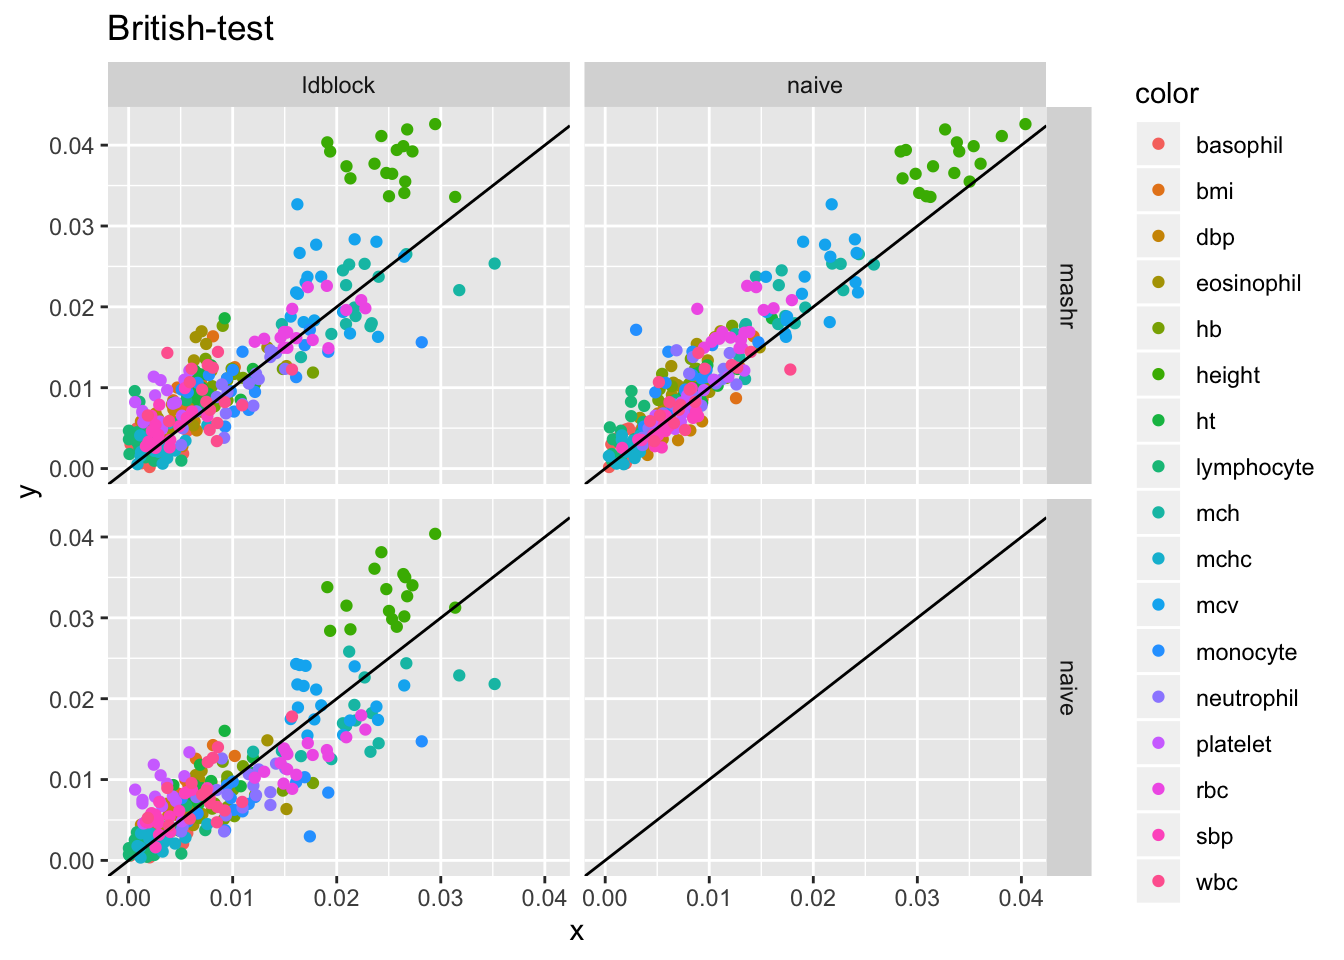 British-test
ldblock
naive
color
mashr
naive
0.04
0.03
0.02
0.01
0.00
0.04
0.03
0.02
0.01
0.00
y
0.00 0.01 0.02 0.03 0.04
0.00 0.01 0.02 0.03 0.04
x
basophil
bmi
dbp
eosinophil
hb
height
ht
lymphocyte
mch
mchc
mcv
monocyte
neutrophil
platelet
rbc
sbp
wbc